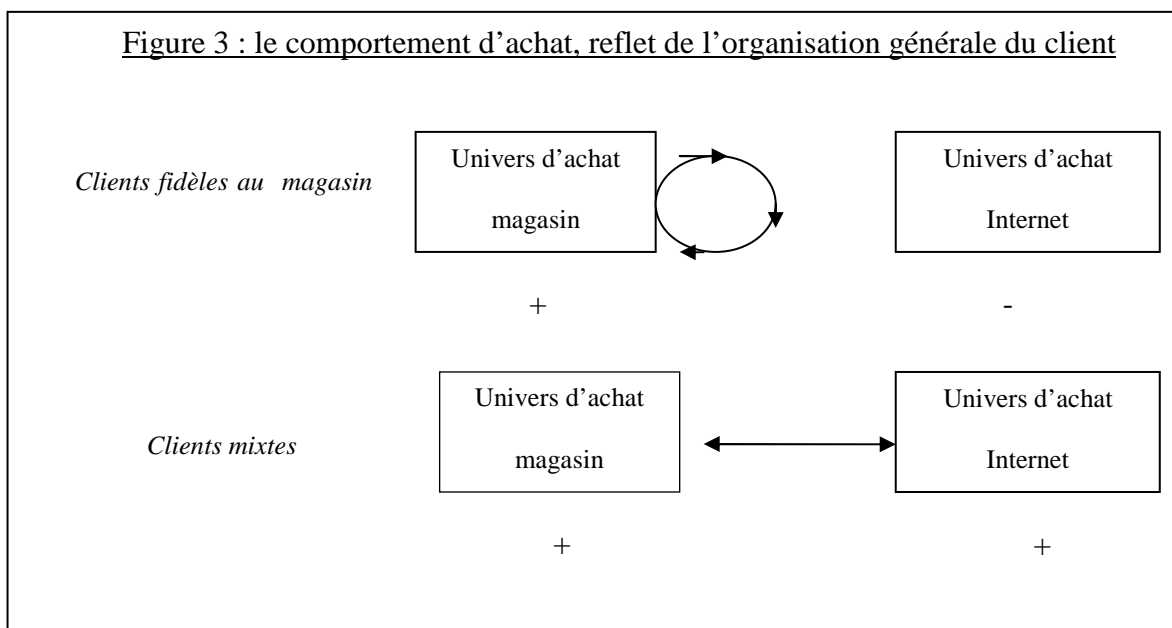 Figure 3 : le comportement d’achat, reflet de l’organisation générale du client
Univers d’achat
magasin
Univers d’achat
Internet
Clients fidèles au magasin
+
-
Univers d’achat
magasin
Univers d’achat
Internet
Clients mixtes
+
+